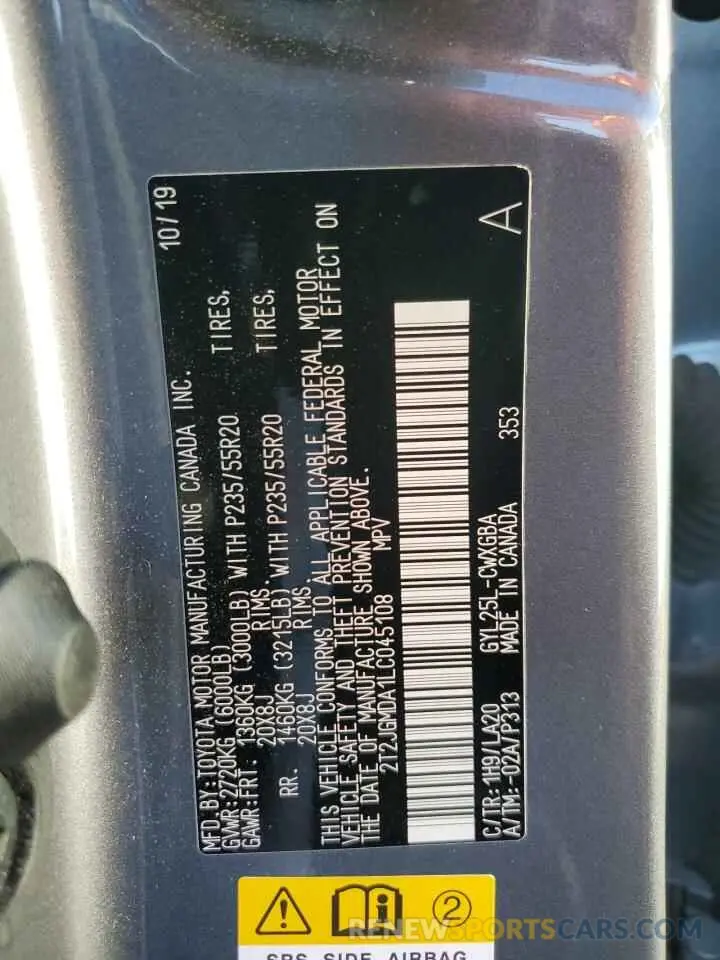 MFD.BY:TOYOTA MOTOR MANUFACTURING CANADA INC. 10/19
GVWR:2720KG (6000LB)
GAWR:FRT: 1360KG (3000LB) WITH P235/55R20 TIRES,
20X8J RIMS
RR. 1460KG (3215LB) WITH P235/55R20 TIRES,
20X8J RIMS.
THIS VEHICLE CONFORMS TO ALL APPLICABLE FEDERAL MOTOR
VEHICLE SAFETY AND THEFT PREVENTION STANDARDS IN EFFECT ON
THE DATE OF MANUFACTURE SHOWN ABOVE.
2T2JGMDA1LC045108 MPV
A
C/TR:1H9/LA20 GYL25L-CWXGBA
A/TM:-02A/P313 MADE IN CANADA 353
2
SRS SIDE AIRBAG
RENEWSPORTSCARS.COM